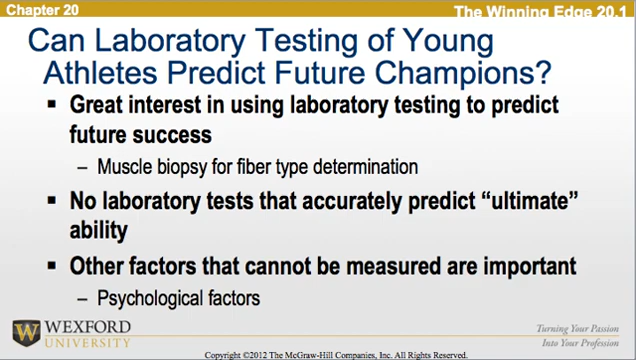 Chapter 20
The Winning Edge 20.1
Can Laboratory Testing of Young
Athletes Predict Future Champions?
▪ Great interest in using laboratory testing to predict
future success
– Muscle biopsy for fiber type determination
▪ No laboratory tests that accurately predict “ultimate”
ability
▪ Other factors that cannot be measured are important
– Psychological factors
WEXFORD
UNIVERSITY
Turning Your Passion
Into Your Profession
Copyright ©2012 The McGraw-Hill Companies, Inc. All Rights Reserved.